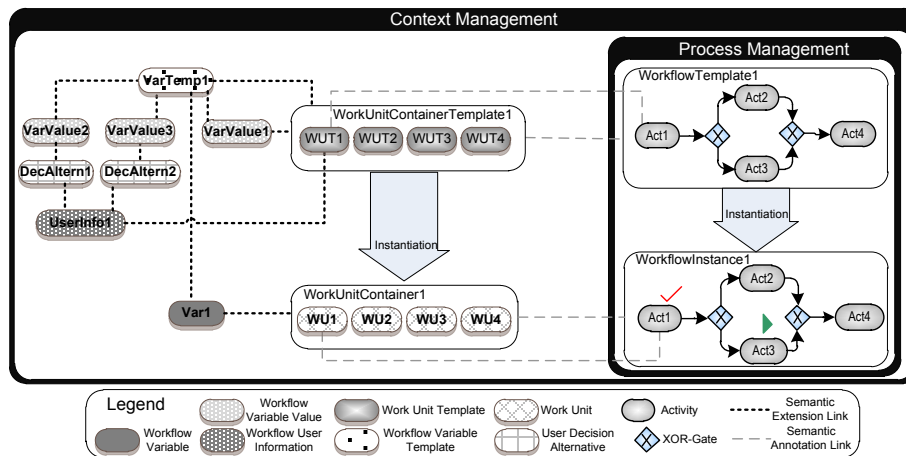 Context Management
Process Management
VarTemp1
WorkflowTemplate1
WorkUnitContainerTemplate1
VarValue2
VarValue3
VarValue1
WUT1 WUT2 WUT3 WUT4
Act1
Act2
X
X
Act3
Act4
DecAltern1
DecAltern2
UserInfo1
Instantiation
Instantiation
WorkUnitContainer1
WorkflowInstance1
Var1
WU1 WU2 WU3 WU4
Act1
Act2
X
X
Act3
Act4
Legend
Workflow
Variable
Workflow
Variable Value
Workflow User
Information
Work Unit Template
Workflow Variable
Template
Work Unit
User Decision
Alternative
Activity
X
XOR-Gate
Semantic
Extension Link
Semantic
Annotation Link